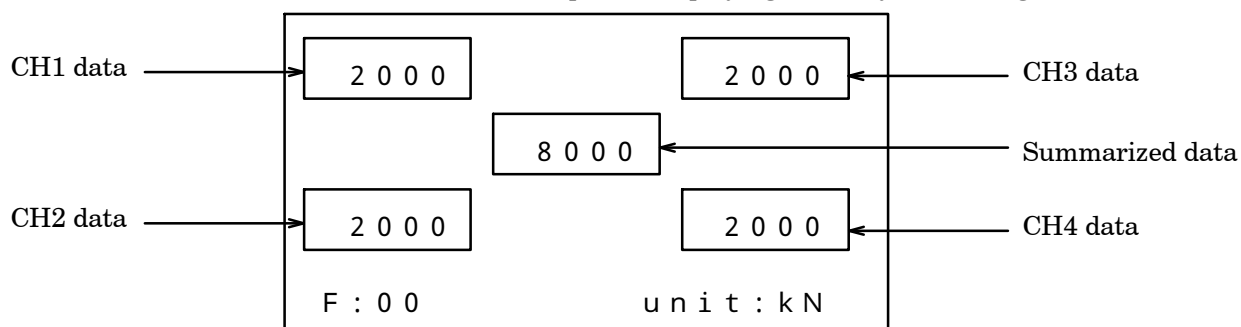 CH1 data
2000
2000
CH3 data
8000
Summarized data
CH2 data
2000
2000
CH4 data
F:00
unit:kN